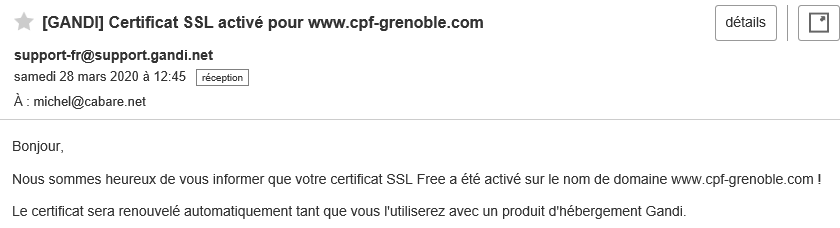 [GANDI] Certificat SSL activé pour www.cpf-grenoble.com
détails
support-fr@support.gandi.net
samedi 28 mars 2020 à 12:45 réception
À : michel@cabare.net
Bonjour,
Nous sommes heureux de vous informer que votre certificat SSL Free a été activé sur le nom de domaine www.cpf-grenoble.com !
Le certificat sera renouvelé automatiquement tant que vous l'utiliserez avec un produit d'hébergement Gandi.